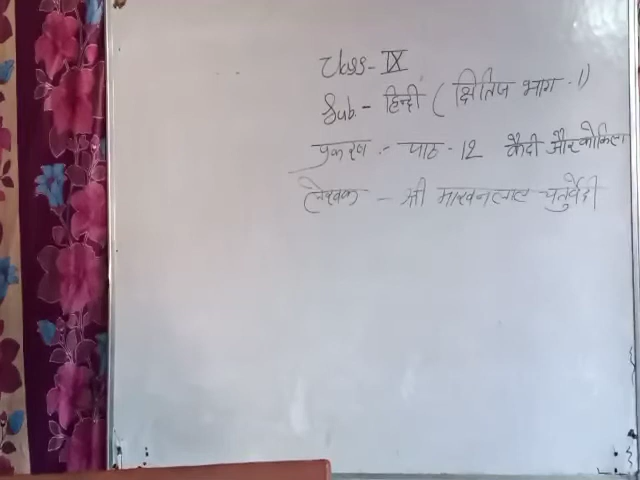 Class - IX
Sub. - हिन्दी ( क्षितिज भाग - 1)
प्रकरण :- पाठ - 12 कैदी और कोकिला
लेखक - श्री माखनलाल चतुर्वेदी